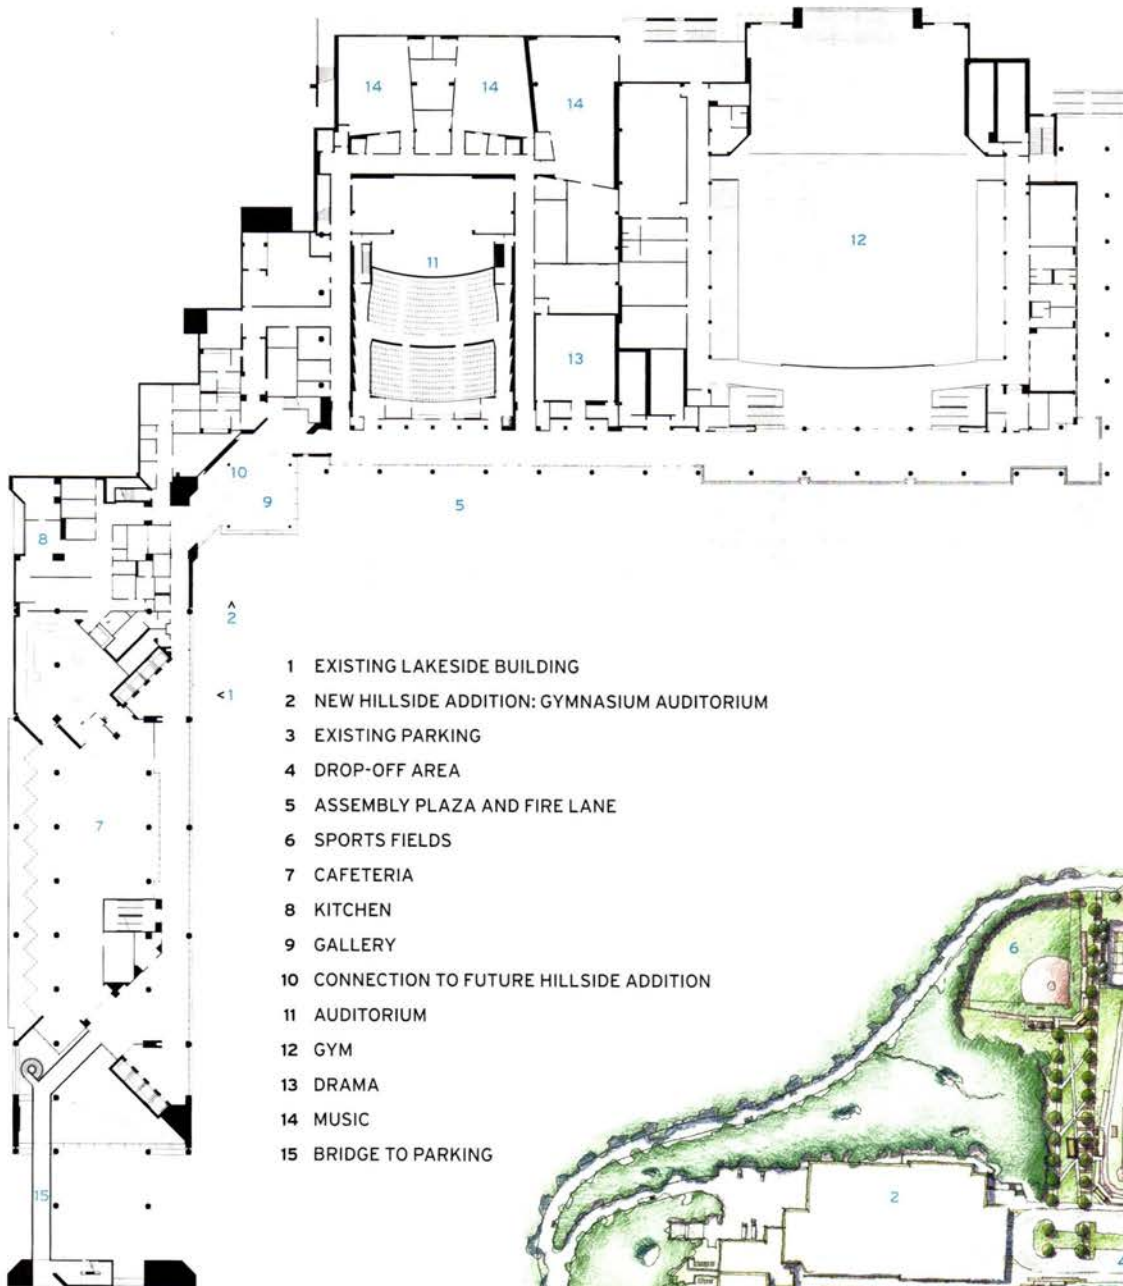 14
14
14
12
11
13
10
9
5
8
2
<1
7
15
1 EXISTING LAKESIDE BUILDING
2 NEW HILLSIDE ADDITION: GYMNASIUM AUDITORIUM
3 EXISTING PARKING
4 DROP-OFF AREA
5 ASSEMBLY PLAZA AND FIRE LANE
6 SPORTS FIELDS
7 CAFETERIA
8 KITCHEN
9 GALLERY
10 CONNECTION TO FUTURE HILLSIDE ADDITION
11 AUDITORIUM
12 GYM
13 DRAMA
14 MUSIC
15 BRIDGE TO PARKING
6
2
4